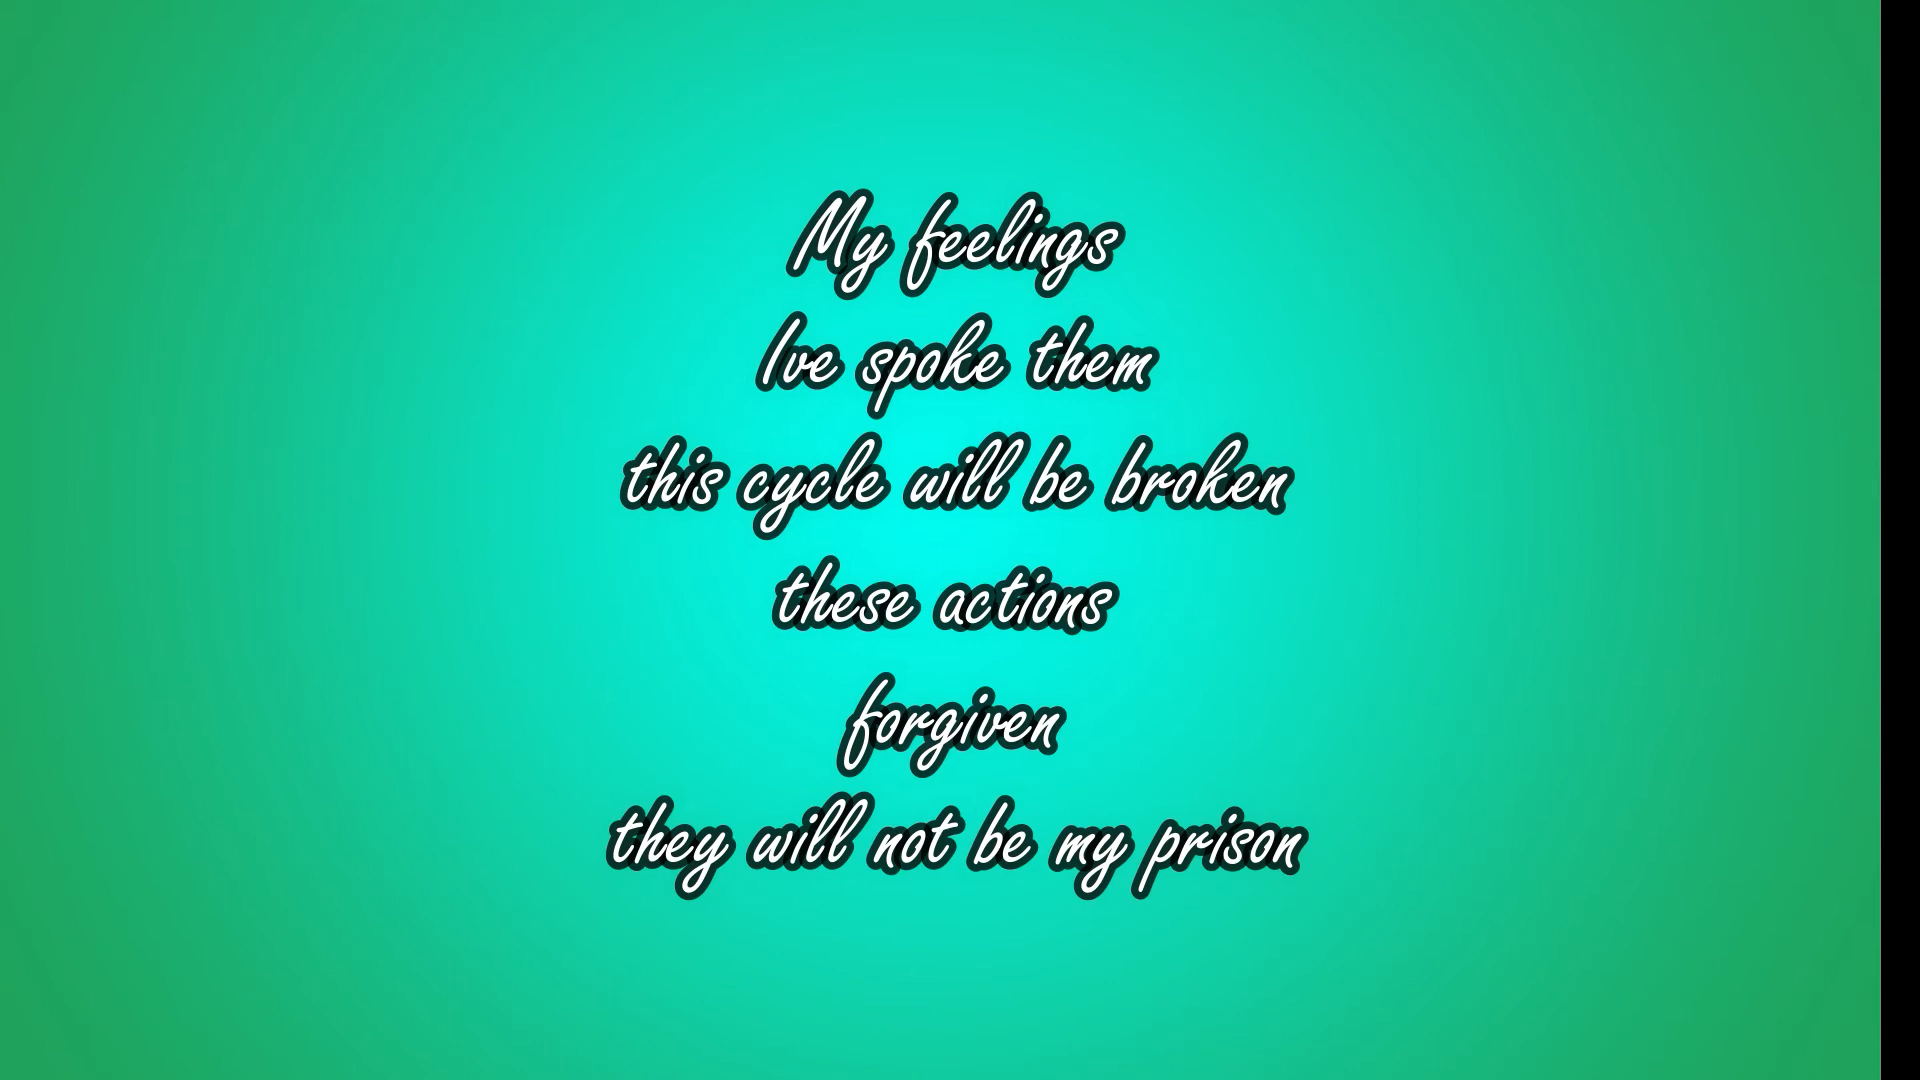 My feelings
Ive spoke them
this cycle will be broken
these actions
forgiven
they will not be my prison